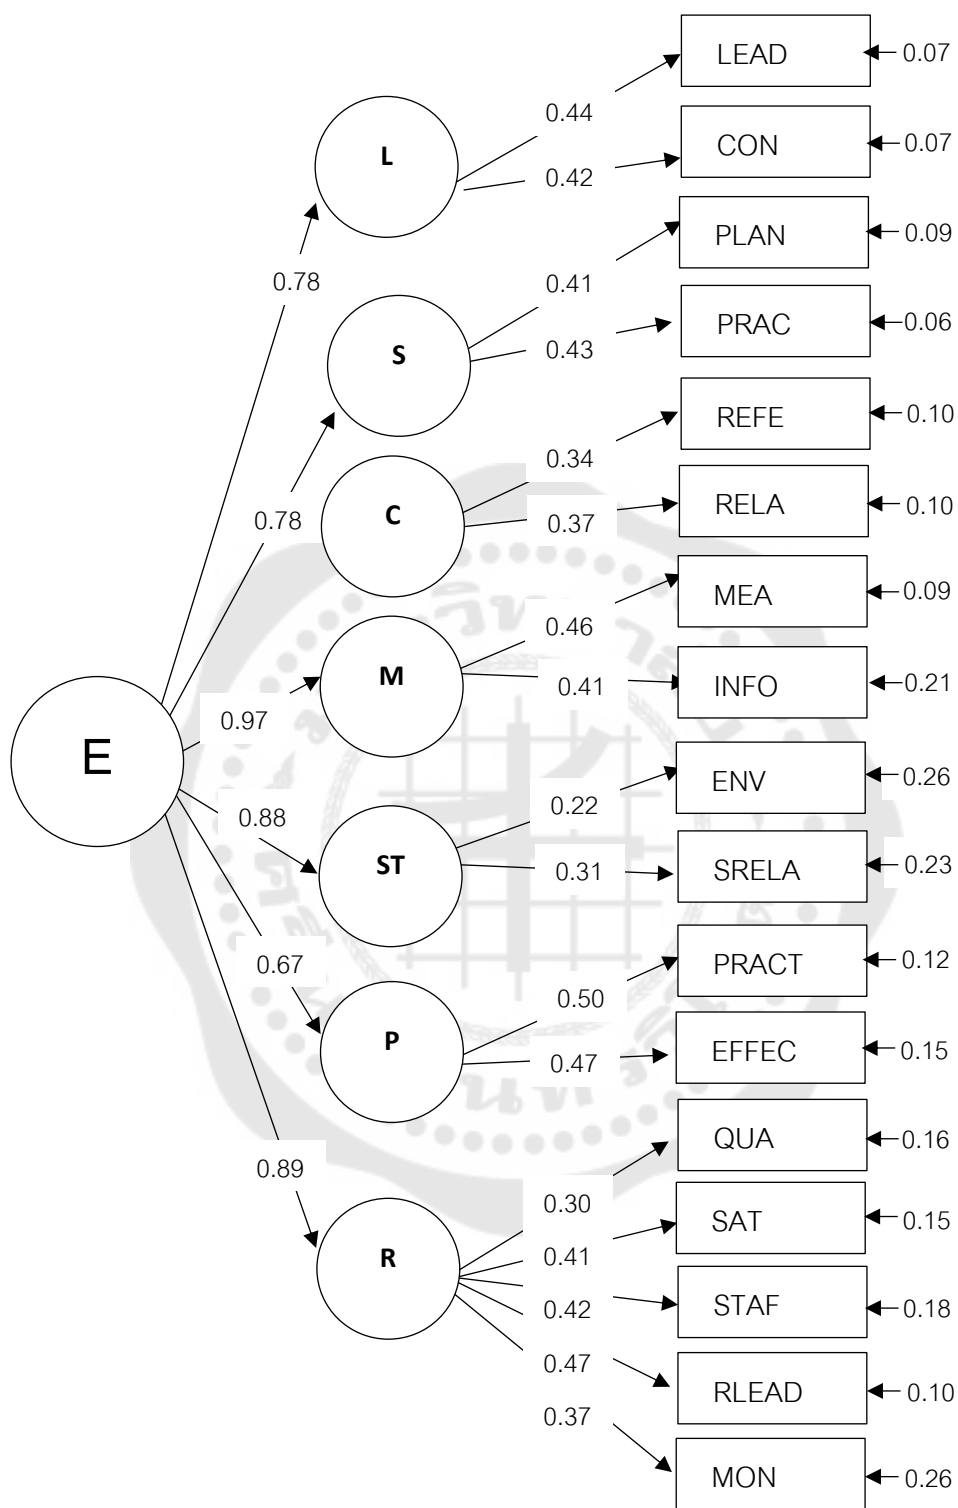 LEAD
0.07
0.44
L
CON
0.07
0.42
PLAN
0.09
0.78
0.41
PRAC
0.06
S
0.43
REFE
0.10
0.34
RELA
0.10
C
0.78
0.37
MEA
0.09
0.46
M
0.41
INFO
0.21
0.97
E
ENV
0.26
0.22
0.88
ST
0.31
SRELA
0.23
0.67
PRACT
0.12
0.50
P
0.47
EFFEC
0.15
QUA
0.16
0.89
0.30
SAT
0.15
0.41
R
0.42
STAF
0.18
0.47
RLEAD
0.10
0.37
MON
0.26